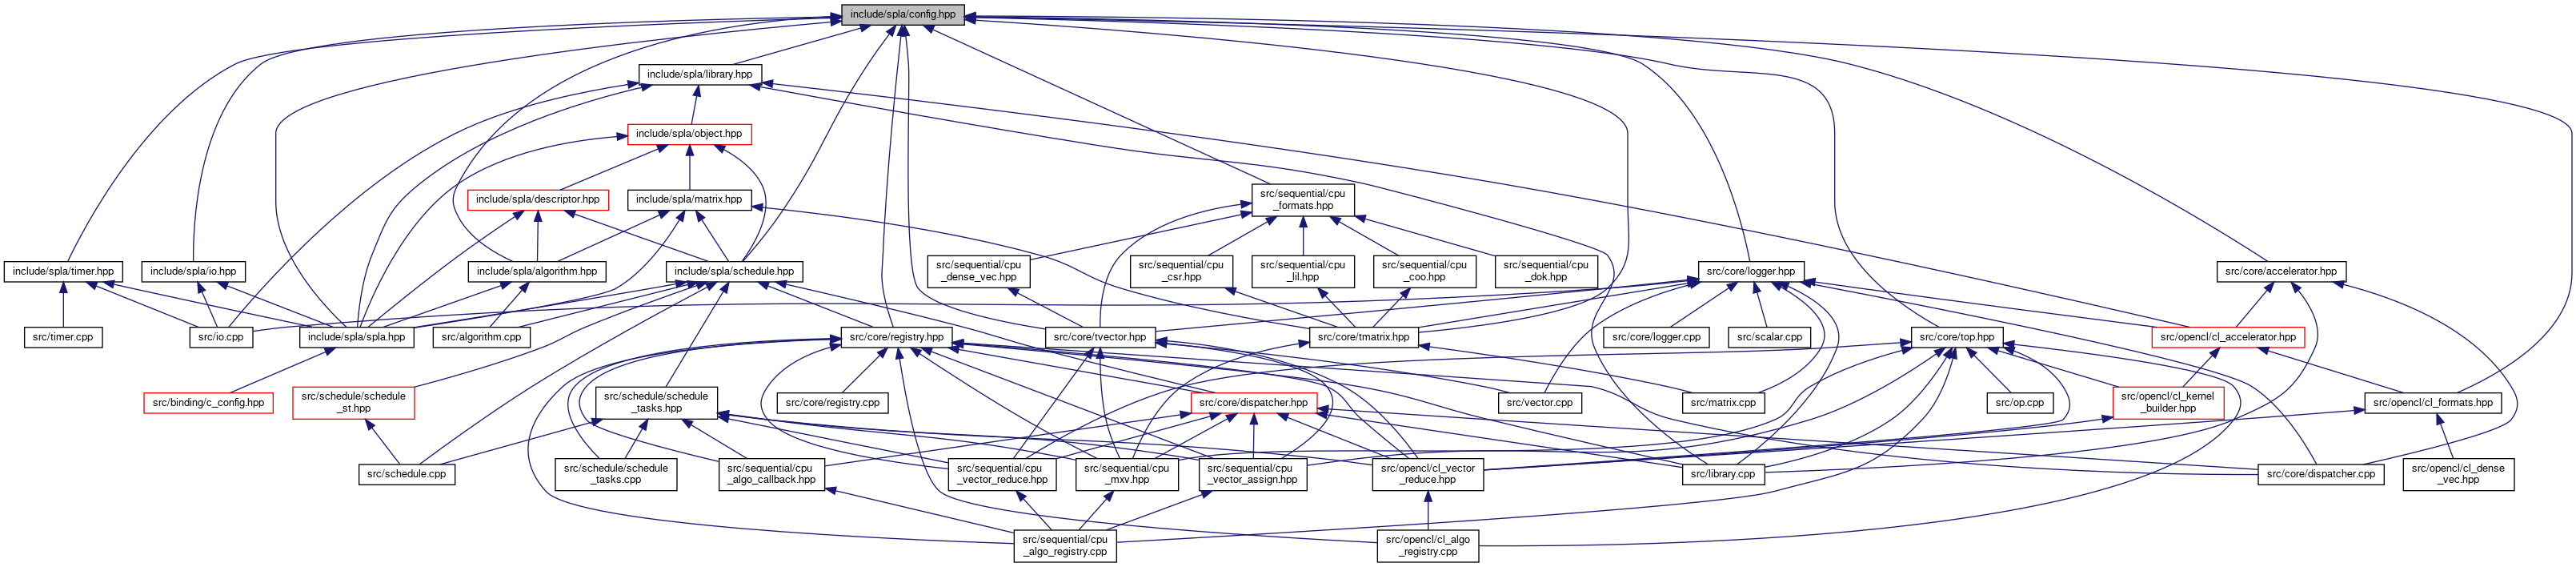 include/spla/config.hpp
include/spla/library.hpp
include/spla/object.hpp
include/spla/descriptor.hpp
include/spla/matrix.hpp
src/sequential/cpu
_formats.hpp
include/spla/timer.hpp
include/spla/io.hpp
include/spla/algorithm.hpp
include/spla/schedule.hpp
src/sequential/cpu
_dense_vec.hpp
src/sequential/cpu
_csr.hpp
src/sequential/cpu
_lil.hpp
src/sequential/cpu
_coo.hpp
src/sequential/cpu
_dok.hpp
src/core/logger.hpp
src/core/accelerator.hpp
src/timer.cpp
src/io.cpp
include/spla/spla.hpp
src/algorithm.cpp
src/core/registry.hpp
src/core/tvector.hpp
src/core/tmatrix.hpp
src/core/logger.cpp
src/scalar.cpp
src/core/top.hpp
src/opencl/cl_accelerator.hpp
src/binding/c_config.hpp
src/schedule/schedule
_st.hpp
src/schedule/schedule
_tasks.hpp
src/core/registry.cpp
src/core/dispatcher.hpp
src/vector.cpp
src/matrix.cpp
src/op.cpp
src/opencl/cl_kernel
_builder.hpp
src/opencl/cl_formats.hpp
src/schedule.cpp
src/schedule/schedule
_tasks.cpp
src/sequential/cpu
_algo_callback.hpp
src/sequential/cpu
_vector_reduce.hpp
src/sequential/cpu
_mxv.hpp
src/sequential/cpu
_vector_assign.hpp
src/opencl/cl_vector
_reduce.hpp
src/library.cpp
src/core/dispatcher.cpp
src/opencl/cl_dense
_vec.hpp
src/sequential/cpu
_algo_registry.cpp
src/opencl/cl_algo
_registry.cpp